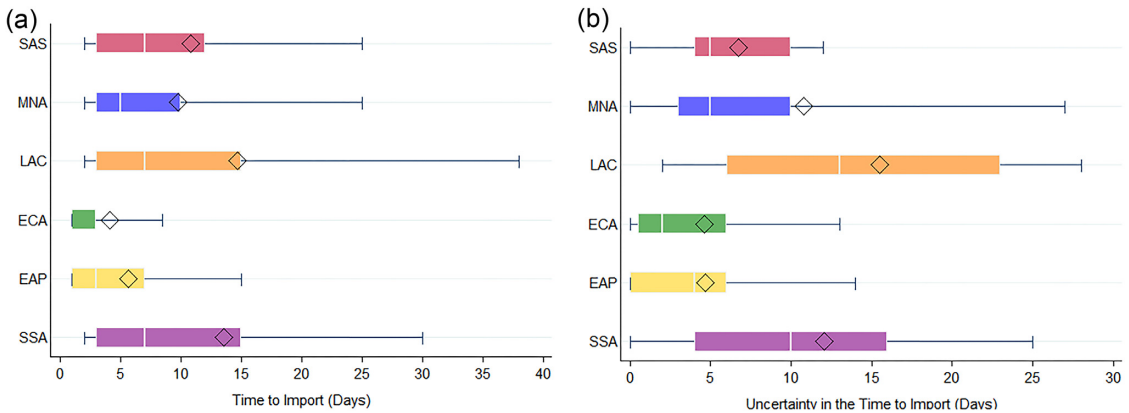 (a)
SAS
MNA
LAC
ECA
EAP
SSA
0 5 10 15 20 25 30 35 40
Time to Import (Days)
(b)
SAS
MNA
LAC
ECA
EAP
SSA
0 5 10 15 20 25 30
Uncertainty in the Time to Import (Days)